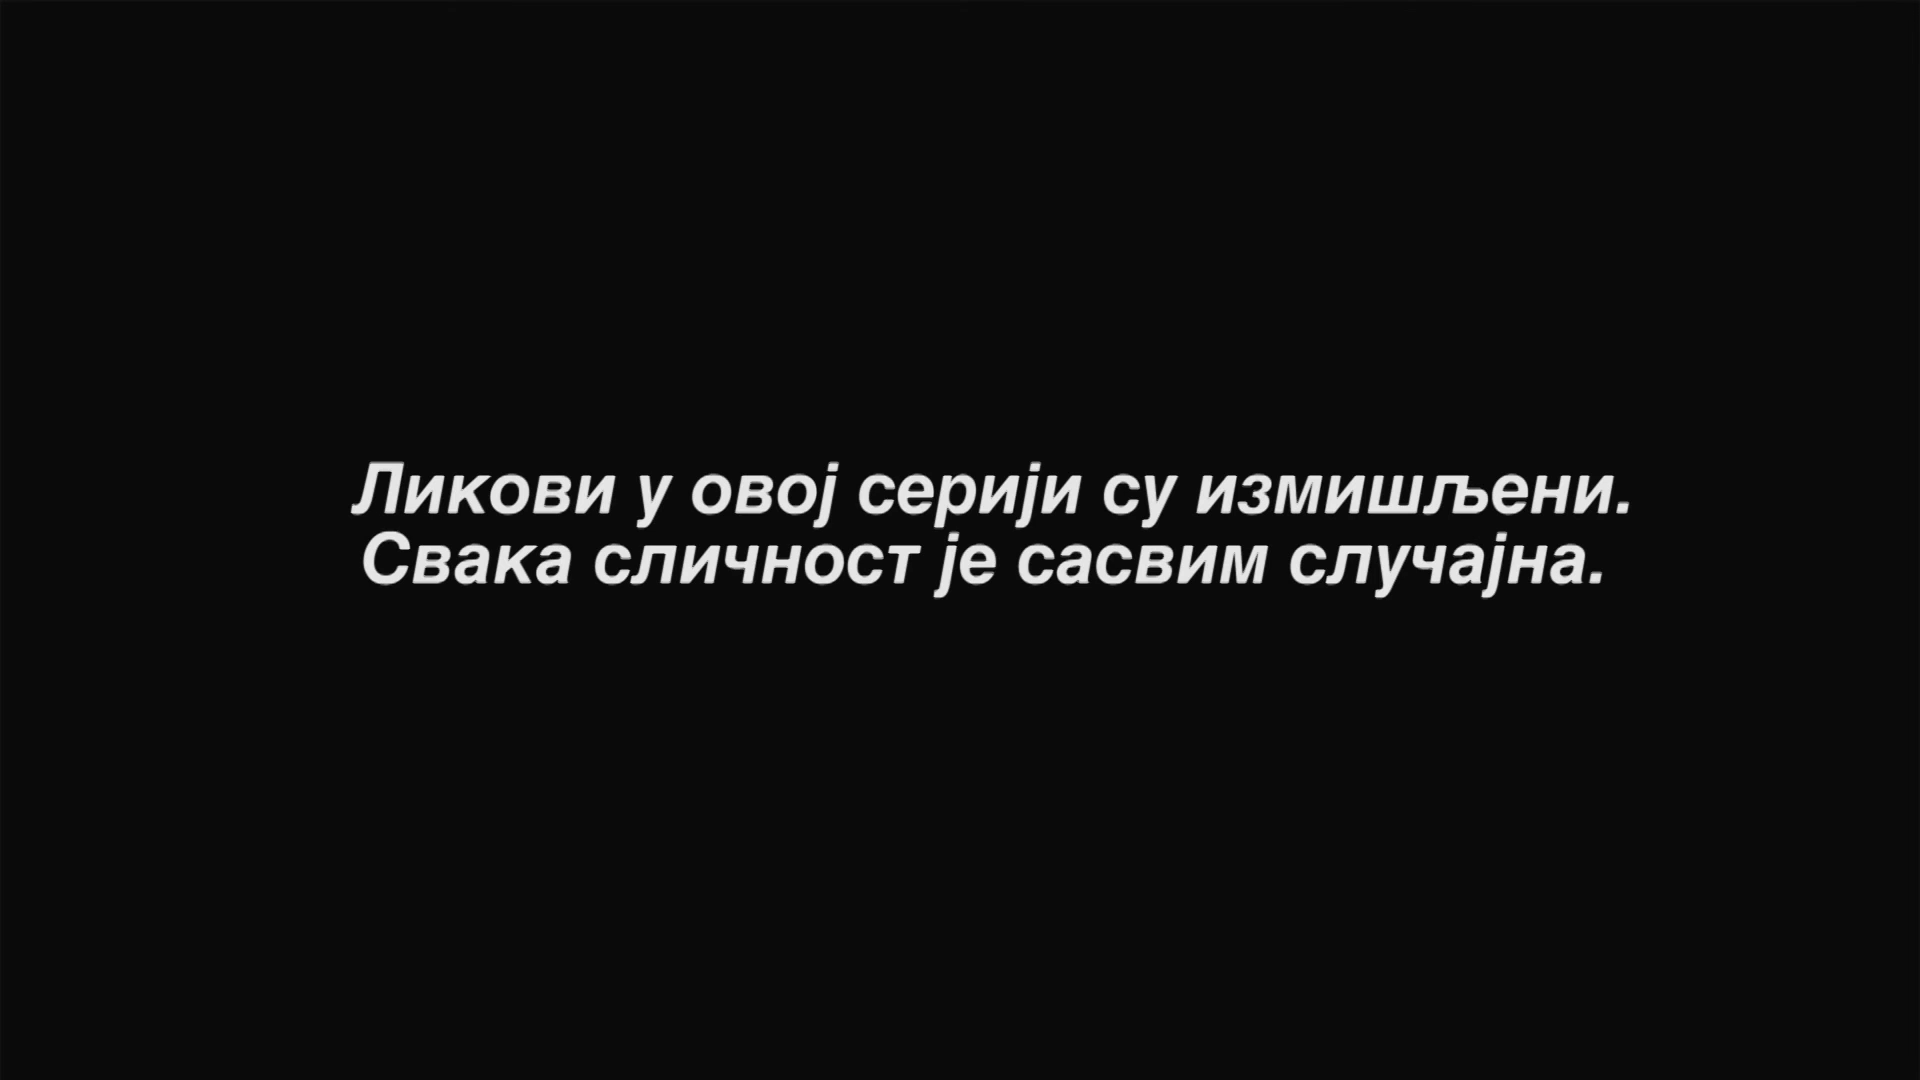 Ликови у овој серији су измишљени.
Свака сличност је сасвим случајна.